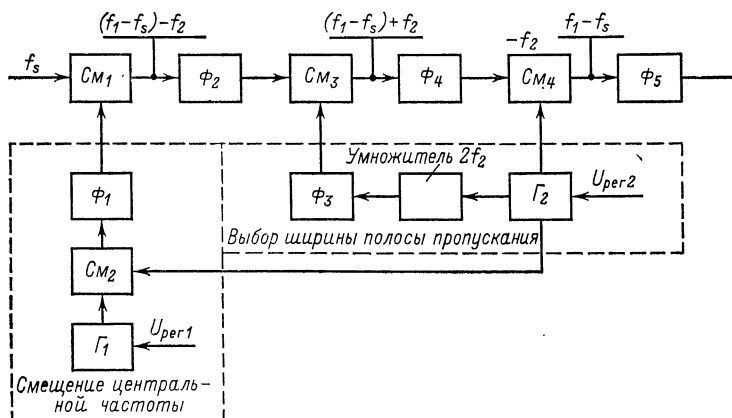 (f₁−fₛ)−f₂
(f₁−fₛ)+f₂
−f₂
f₁−fₛ
fₛ
См₁
Ф₂
См₃
Ф₄
См₄
Ф₅
Умножитель 2f₂
Ф₁
Ф₃
Г₂
Uрег2
Выбор ширины полосы пропускания
См₂
Г₁
Uрег1
Смещение централь-
ной частоты